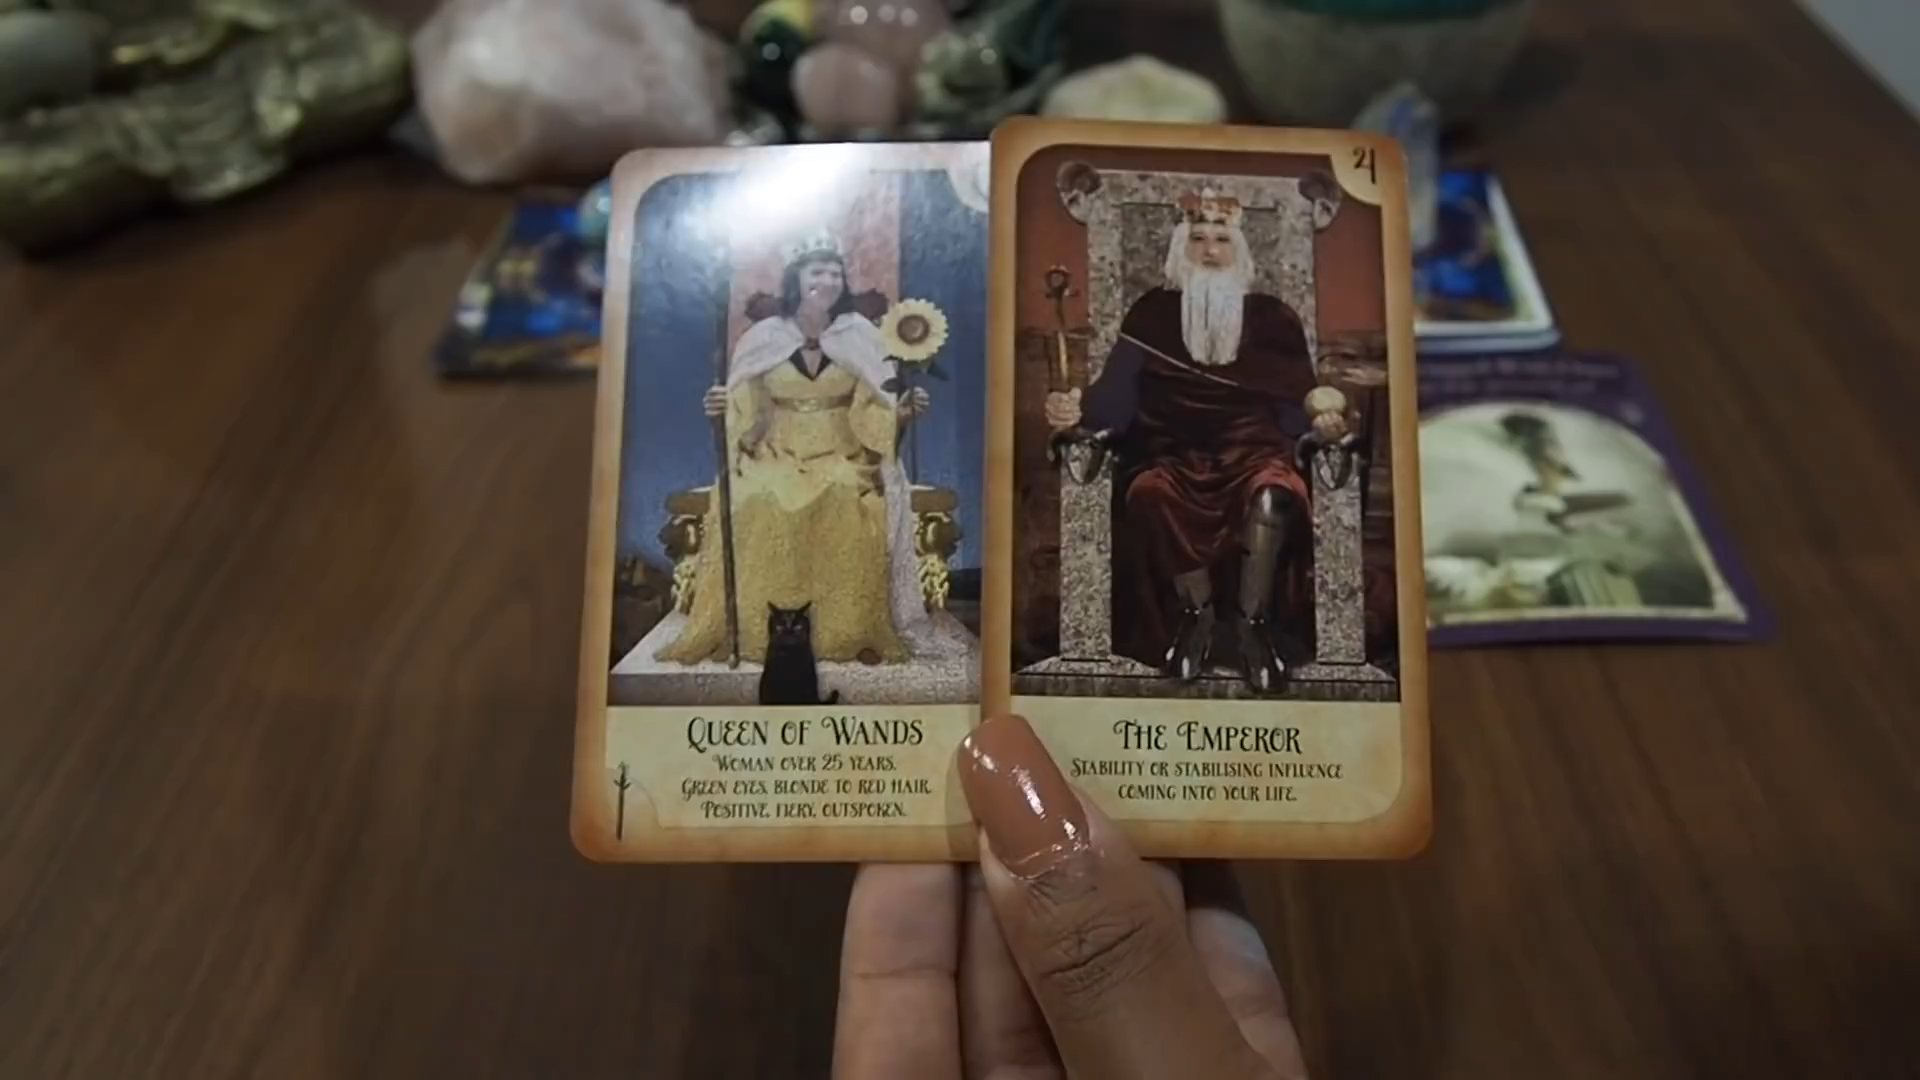 Queen of Wands
Woman over 25 years.
Green eyes, blonde to red hair.
Positive, fiery, outspoken.
4
The Emperor
Stability or stabilising influence
coming into your life.